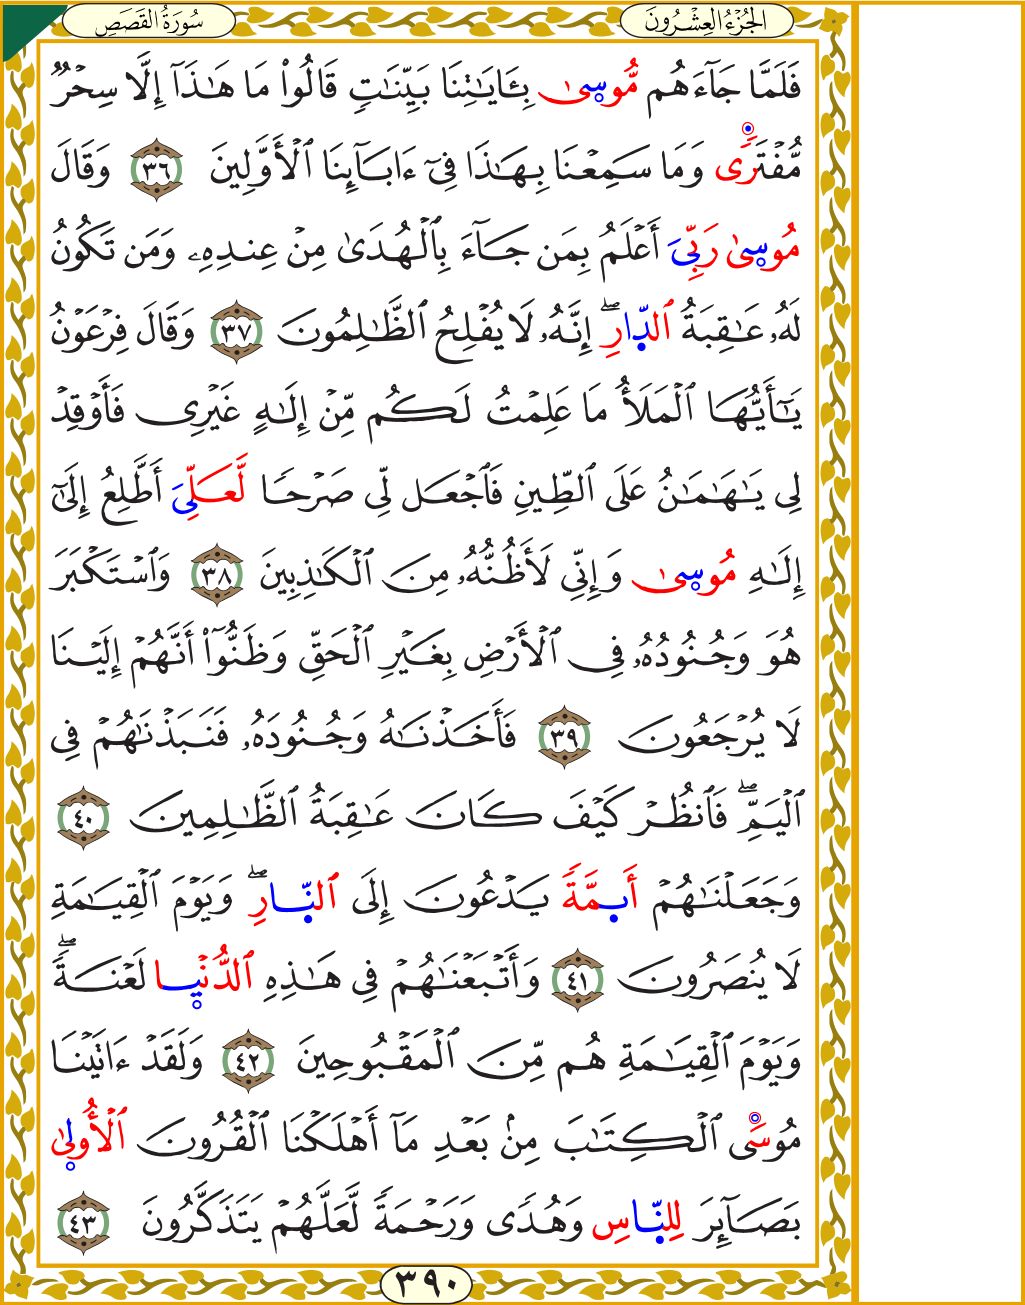 الجُزْءُ العِشْرُونَ
سُورَةُ القَصَصِ
فَلَمَّا جَآءَهُم مُّوسٜىٰ بِـَٔايَٰتِنَا بَيِّنَٰتٖ قَالُواْ مَا هَٰذَآ إِلَّا سِحۡرٞ
مُّفۡتَرٗى وَمَا سَمِعۡنَا بِهَٰذَا فِيٓ ءَابَآئِنَا ٱلۡأَوَّلِينَ ٣٦ وَقَالَ
مُوسٜىٰ رَبِّيَ أَعۡلَمُ بِمَن جَآءَ بِٱلۡهُدَىٰ مِنۡ عِندِهِۦ وَمَن تَكُونُ
لَهُۥ عَٰقِبَةُ ٱلدّ۪ارِۖ إِنَّهُۥ لَا يُفۡلِحُ ٱلظَّٰلِمُونَ ٣٧ وَقَالَ فِرۡعَوۡنُ
يَٰٓأَيُّهَا ٱلۡمَلَأُ مَا عَلِمۡتُ لَكُم مِّنۡ إِلَٰهٍ غَيۡرِي فَأَوۡقِدۡ
لِي يَٰهَٰمَٰنُ عَلَى ٱلطِّينِ فَٱجۡعَل لِّي صَرۡحٗا لَّعَلِّيَ أَطَّلِعُ إِلَىٰٓ
إِلَٰهِ مُوسٜىٰ وَإِنِّي لَأَظُنُّهُۥ مِنَ ٱلۡكَٰذِبِينَ ٣٨ وَٱسۡتَكۡبَرَ
هُوَ وَجُنُودُهُۥ فِي ٱلۡأَرۡضِ بِغَيۡرِ ٱلۡحَقِّ وَظَنُّوٓاْ أَنَّهُمۡ إِلَيۡنَا
لَا يُرۡجَعُونَ ٣٩ فَأَخَذۡنَٰهُ وَجُنُودَهُۥ فَنَبَذۡنَٰهُمۡ فِي
ٱلۡيَمِّۖ فَٱنظُرۡ كَيۡفَ كَانَ عَٰقِبَةُ ٱلظَّٰلِمِينَ ٤٠
وَجَعَلۡنَٰهُمۡ أَى۪مَّةٗ يَدۡعُونَ إِلَى ٱلنّ۪ارِۖ وَيَوۡمَ ٱلۡقِيَٰمَةِ
لَا يُنصَرُونَ ٤١ وَأَتۡبَعۡنَٰهُمۡ فِي هَٰذِهِ ٱلدُّنۡيٜا لَعۡنَةٗۖ
وَيَوۡمَ ٱلۡقِيَٰمَةِ هُم مِّنَ ٱلۡمَقۡبُوحِينَ ٤٢ وَلَقَدۡ ءَاتَيۡنَا
مُوسَى ٱلۡكِتَٰبَ مِنۢ بَعۡدِ مَآ أَهۡلَكۡنَا ٱلۡقُرُونَ ٱلۡأُولٜىٰ
بَصَآئِرَ لِلنّ۪اسِ وَهُدٗى وَرَحۡمَةٗ لَّعَلَّهُمۡ يَتَذَكَّرُونَ ٤٣
٣٩٠